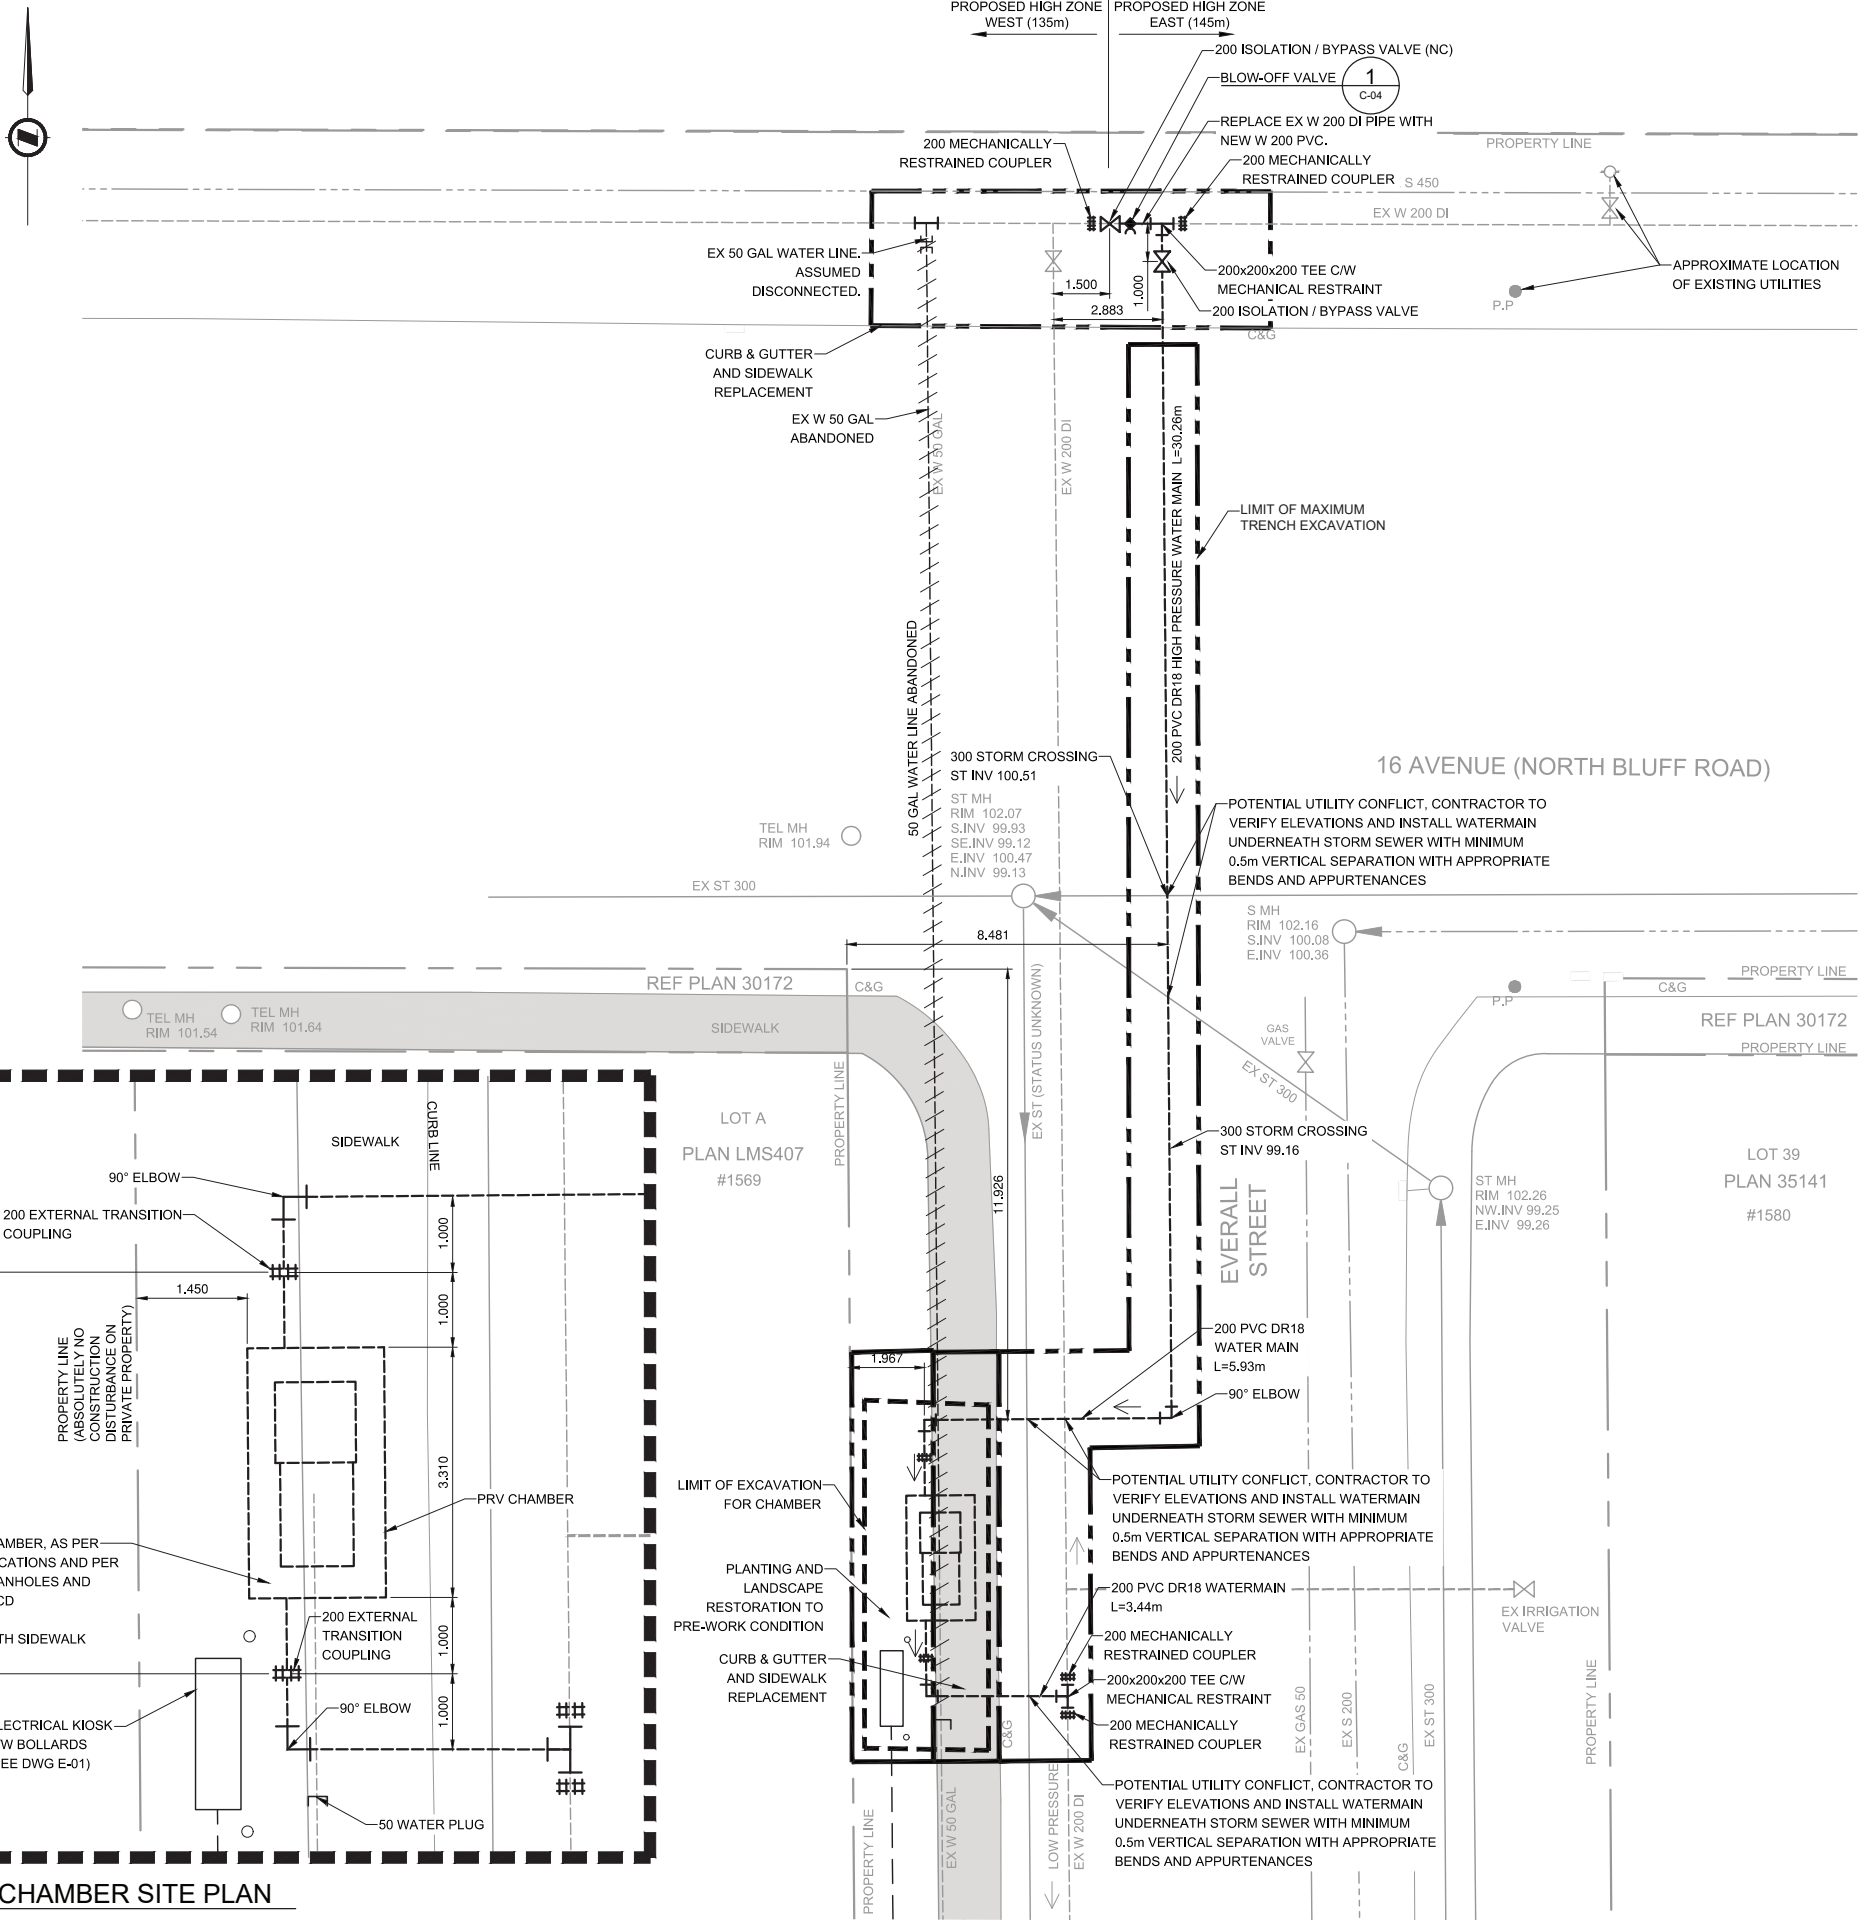 PROPOSED HIGH ZONE
WEST (135m)
PROPOSED HIGH ZONE
EAST (145m)
200 ISOLATION / BYPASS VALVE (NC)
BLOW-OFF VALVE
1
C-04
REPLACE EX W 200 DI PIPE WITH
NEW W 200 PVC.
200 MECHANICALLY
RESTRAINED COUPLER
200 MECHANICALLY
RESTRAINED COUPLER
PROPERTY LINE
S 450
EX W 200 DI
EX 50 GAL WATER LINE.
ASSUMED
DISCONNECTED.
1.500
1.000
2.883
200x200x200 TEE C/W
MECHANICAL RESTRAINT
200 ISOLATION / BYPASS VALVE
APPROXIMATE LOCATION
OF EXISTING UTILITIES
P.P
C&G
CURB & GUTTER
AND SIDEWALK
REPLACEMENT
EX W 50 GAL
ABANDONED
EX W 50 GAL
EX W 200 DI
200 PVC DR18 HIGH PRESSURE WATER MAIN L=30.26m
LIMIT OF MAXIMUM
TRENCH EXCAVATION
50 GAL WATER LINE ABANDONED
300 STORM CROSSING
ST INV 100.51
16 AVENUE (NORTH BLUFF ROAD)
ST MH
RIM 102.07
S.INV 99.93
SE.INV 99.12
E.INV 100.47
N.INV 99.13
TEL MH
RIM 101.94
POTENTIAL UTILITY CONFLICT, CONTRACTOR TO
VERIFY ELEVATIONS AND INSTALL WATERMAIN
UNDERNEATH STORM SEWER WITH MINIMUM
0.5m VERTICAL SEPARATION WITH APPROPRIATE
BENDS AND APPURTENANCES
EX ST 300
S MH
RIM 102.16
S.INV 100.08
E.INV 100.36
8.481
REF PLAN 30172
C&G
PROPERTY LINE
C&G
P.P
TEL MH
RIM 101.54
TEL MH
RIM 101.64
SIDEWALK
REF PLAN 30172
PROPERTY LINE
GAS
VALVE
EX ST (STATUS UNKNOWN)
EX ST 300
PROPERTY LINE
LOT A
PLAN LMS407
#1569
300 STORM CROSSING
ST INV 99.16
LOT 39
PLAN 35141
#1580
ST MH
RIM 102.26
NW.INV 99.25
E.INV 99.26
11.926
EVERALL
STREET
CURB LINE
SIDEWALK
90° ELBOW
200 EXTERNAL TRANSITION
COUPLING
1.000
1.000
1.450
PROPERTY LINE
(ABSOLUTELY NO
CONSTRUCTION
DISTURBANCE ON
PRIVATE PROPERTY)
3.310
PRV CHAMBER
AMBER, AS PER
CATIONS AND PER
ANHOLES AND
CD
200 EXTERNAL
TRANSITION
COUPLING
1.000
TH SIDEWALK
90° ELBOW
1.000
LECTRICAL KIOSK
W BOLLARDS
EE DWG E-01)
50 WATER PLUG
CHAMBER SITE PLAN
1.967
200 PVC DR18
WATER MAIN
L=5.93m
90° ELBOW
LIMIT OF EXCAVATION
FOR CHAMBER
POTENTIAL UTILITY CONFLICT, CONTRACTOR TO
VERIFY ELEVATIONS AND INSTALL WATERMAIN
UNDERNEATH STORM SEWER WITH MINIMUM
0.5m VERTICAL SEPARATION WITH APPROPRIATE
BENDS AND APPURTENANCES
PLANTING AND
LANDSCAPE
RESTORATION TO
PRE-WORK CONDITION
200 PVC DR18 WATERMAIN
L=3.44m
EX IRRIGATION
VALVE
200 MECHANICALLY
RESTRAINED COUPLER
CURB & GUTTER
AND SIDEWALK
REPLACEMENT
200x200x200 TEE C/W
MECHANICAL RESTRAINT
200 MECHANICALLY
RESTRAINED COUPLER
C&G
EX GAS 50
EX S 200
C&G
EX ST 300
PROPERTY LINE
POTENTIAL UTILITY CONFLICT, CONTRACTOR TO
VERIFY ELEVATIONS AND INSTALL WATERMAIN
UNDERNEATH STORM SEWER WITH MINIMUM
0.5m VERTICAL SEPARATION WITH APPROPRIATE
BENDS AND APPURTENANCES
PROPERTY LINE
EX W 50 GAL
LOW PRESSURE
EX W 200 DI